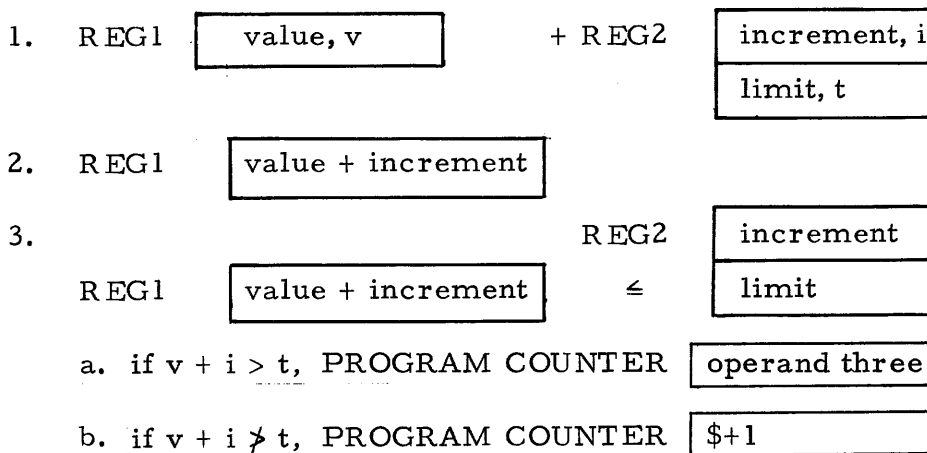 1. REG1 value, v + REG2 increment, i
limit, t
2. REG1 value + increment
3. REG2 increment
REG1 value + increment ≤ limit
a. if v + i > t, PROGRAM COUNTER operand three
b. if v + i ≯ t, PROGRAM COUNTER $+1